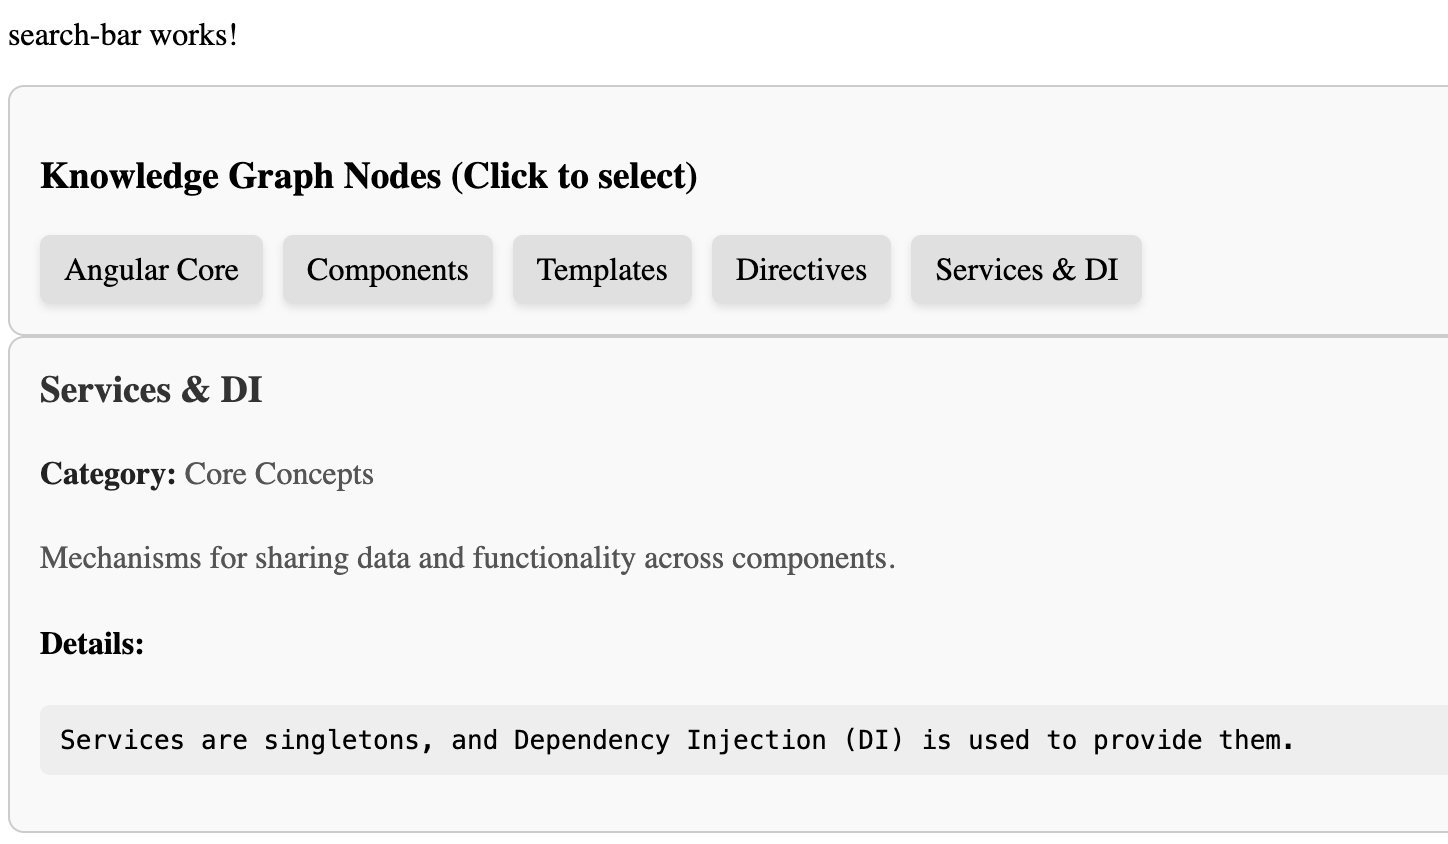 search-bar works!
Knowledge Graph Nodes (Click to select)
Angular Core Components Templates Directives Services & DI
Services & DI
Category: Core Concepts
Mechanisms for sharing data and functionality across components.
Details:
Services are singletons, and Dependency Injection (DI) is used to provide them.